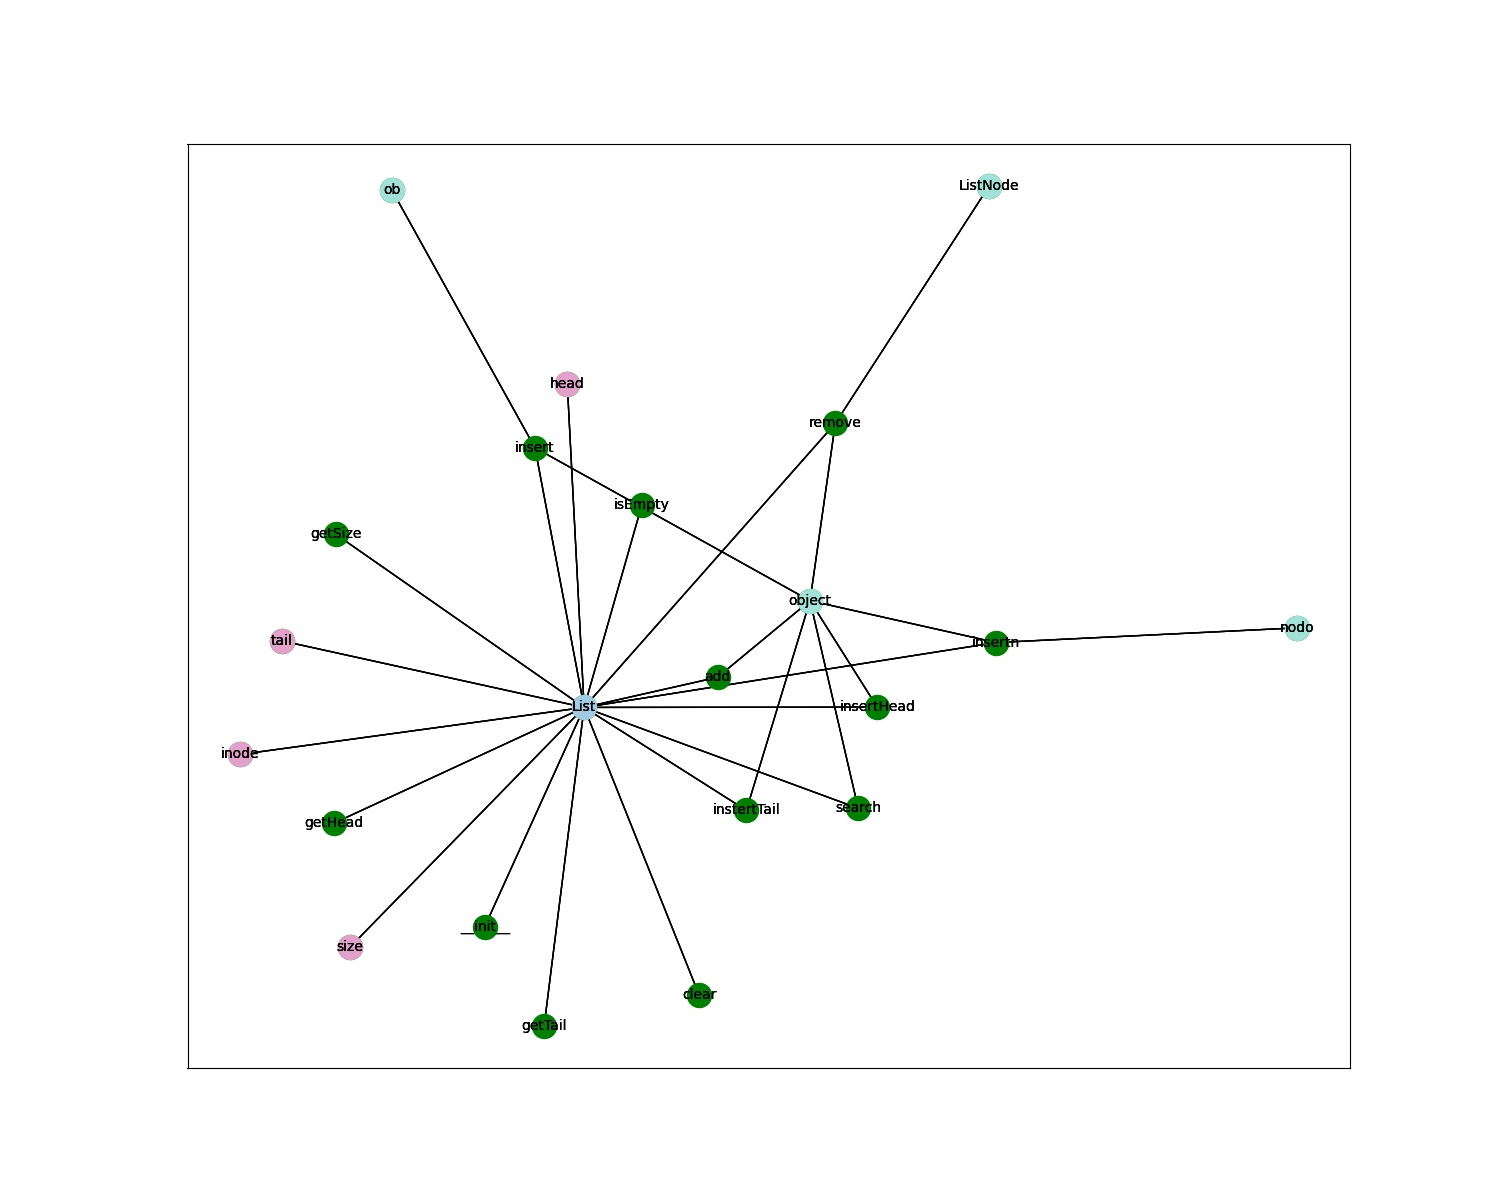 ob
ListNode
head
remove
insert
isEmpty
getSize
object
nodo
tail
insertn
add
List
insertHead
inode
search
instertTail
getHead
__init__
size
clear
getTail